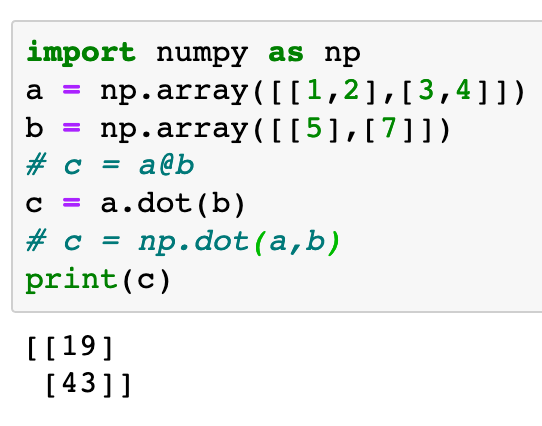 import numpy as np
a = np.array([[1,2],[3,4]])
b = np.array([[5],[7]])
# c = a@b
c = a.dot(b)
# c = np.dot(a,b)
print(c)
[[19]
 [43]]